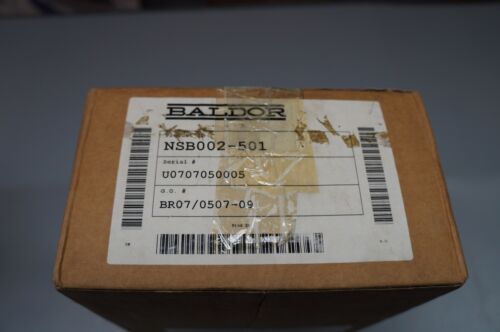 BALDOR
NSB002-501
Serial #
U0707050005
G.O. #
BR07/0507-09